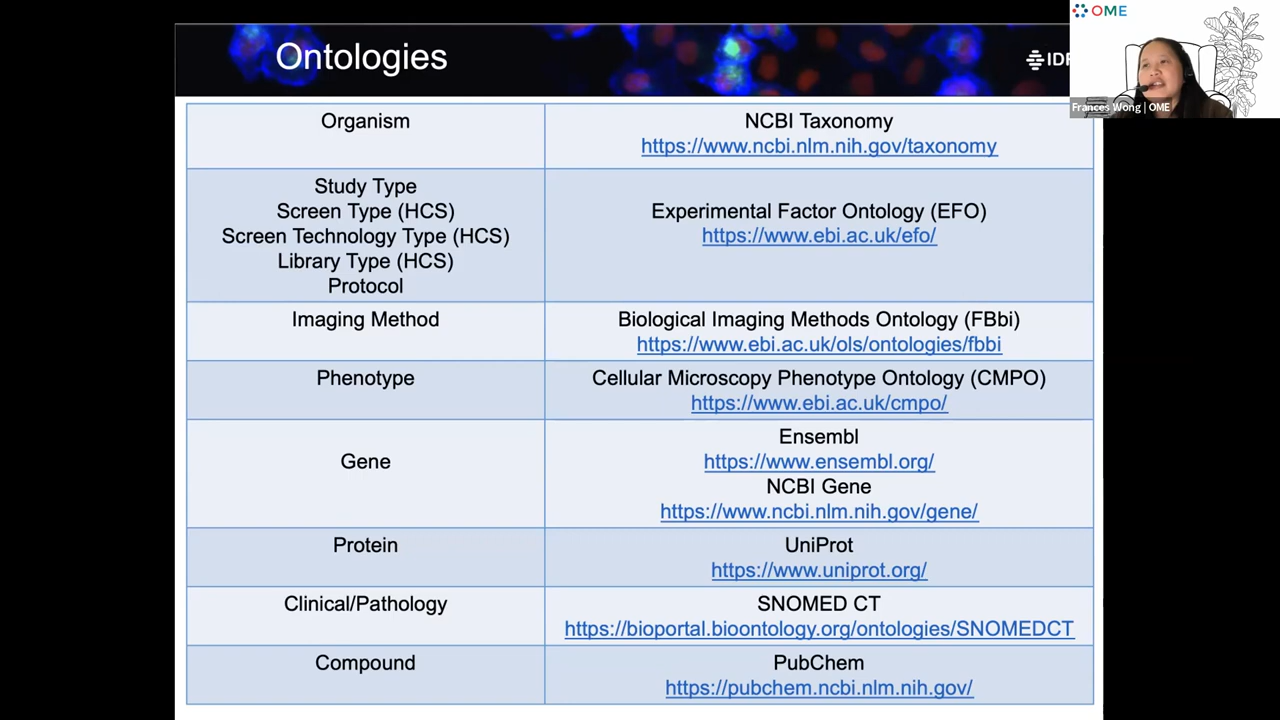 Ontologies
IDR
OME
Frances Wong | OME
Organism
NCBI Taxonomy
https://www.ncbi.nlm.nih.gov/taxonomy
Study Type
Screen Type (HCS)
Screen Technology Type (HCS)
Library Type (HCS)
Protocol
Experimental Factor Ontology (EFO)
https://www.ebi.ac.uk/efo/
Imaging Method
Biological Imaging Methods Ontology (FBbi)
https://www.ebi.ac.uk/ols/ontologies/fbbi
Phenotype
Cellular Microscopy Phenotype Ontology (CMPO)
https://www.ebi.ac.uk/cmpo/
Gene
Ensembl
https://www.ensembl.org/
NCBI Gene
https://www.ncbi.nlm.nih.gov/gene/
Protein
UniProt
https://www.uniprot.org/
Clinical/Pathology
SNOMED CT
https://bioportal.bioontology.org/ontologies/SNOMEDCT
Compound
PubChem
https://pubchem.ncbi.nlm.nih.gov/